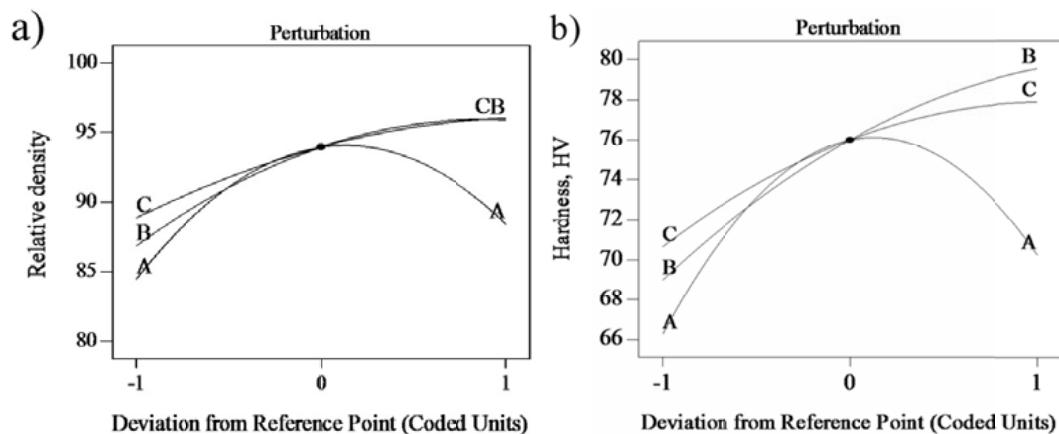 a)
Perturbation
Relative density
100
95
90
85
80
C
B
A
CB
A
-1
0
1
Deviation from Reference Point (Coded Units)
b)
Perturbation
Hardness, HV
80
78
76
74
72
70
68
66
C
B
A
B
C
A
-1
0
1
Deviation from Reference Point (Coded Units)